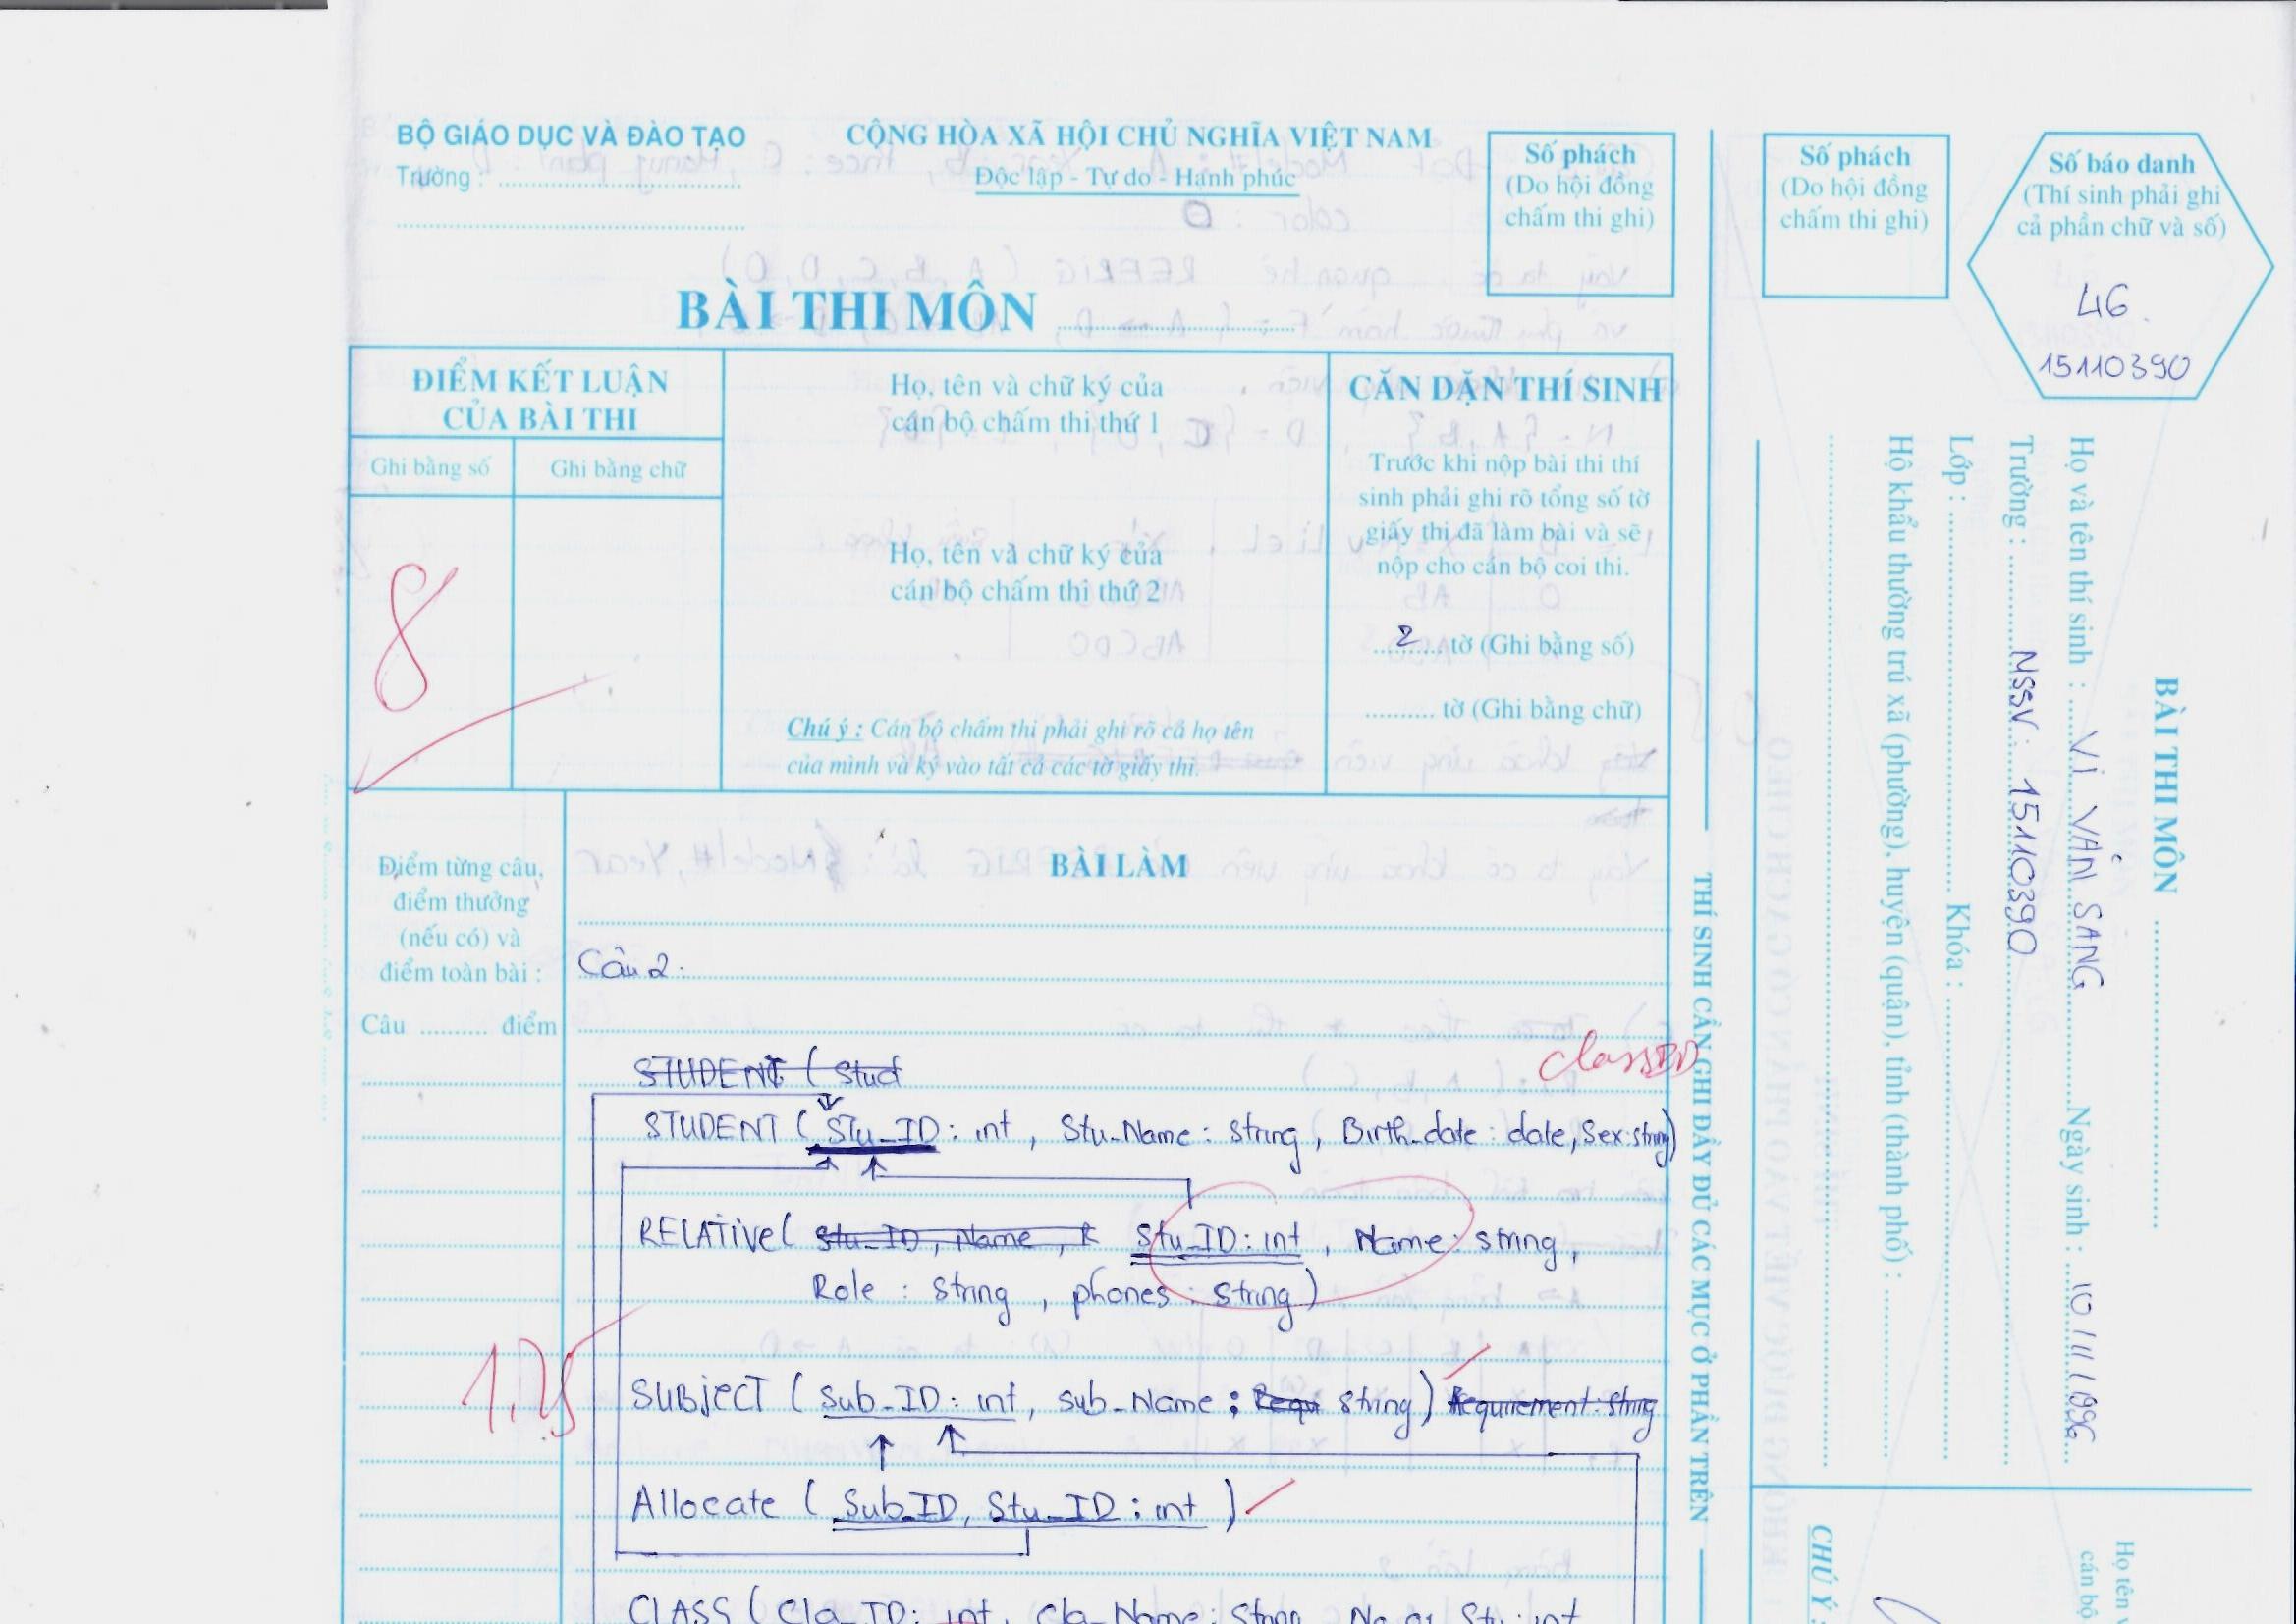 BỘ GIÁO DỤC VÀ ĐÀO TẠO
Trường :
CỘNG HÒA XÃ HỘI CHỦ NGHĨA VIỆT NAM
Độc lập - Tự do - Hạnh phúc
Số phách
(Do hội đồng
chấm thi ghi)
Số phách
(Do hội đồng
chấm thi ghi)
Số báo danh
(Thí sinh phải ghi
cả phần chữ và số)
46
15110390
BÀI THI MÔN
ĐIỂM KẾT LUẬN
CỦA BÀI THI
Ghi bằng số
Ghi bằng chữ
8
Họ, tên và chữ ký của
cán bộ chấm thi thứ 1
Họ, tên và chữ ký của
cán bộ chấm thi thứ 2
Chú ý : Cán bộ chấm thi phải ghi rõ cả họ tên
của mình và ký vào tất cả các tờ giấy thi.
CĂN DẶN THÍ SINH
Trước khi nộp bài thi thí
sinh phải ghi rõ tổng số tờ
giấy thi đã làm bài và sẽ
nộp cho cán bộ coi thi.
2 tờ (Ghi bằng số)
tờ (Ghi bằng chữ)
Điểm từng câu,
điểm thưởng
(nếu có) và
điểm toàn bài :
Câu .......... điểm
1.25
BÀI LÀM
Câu 2 :
STUDENT ( Stud
classID
STUDENT ( Stu_ID : int , Stu_Name : string , Birth_date : date, Sex: string)
RELATIVE( Stu_ID , Name , R Stu_ID : int , Name : string ,
Role : string , phones : string )
SUBJECT ( Sub_ID : int , sub_Name : Requ string ) Requriement : string
Allocate ( Sub_ID, Stu_ID : int )
CLASS ( Cla_ID : int , Cla_Name : string
THÍ SINH CẦN GHI ĐẦY ĐỦ CÁC MỤC Ở PHẦN TRÊN
BÀI THI MÔN
Họ và tên thí sinh : VI VĂN SANG Ngày sinh : 10/11/1996
Trường : MSSV : 15110390
Lớp : Khóa :
Hộ khẩu thường trú xã (phường), huyện (quận), tỉnh (thành phố) :
CHÚ Ý :
Họ tên
cán bộ